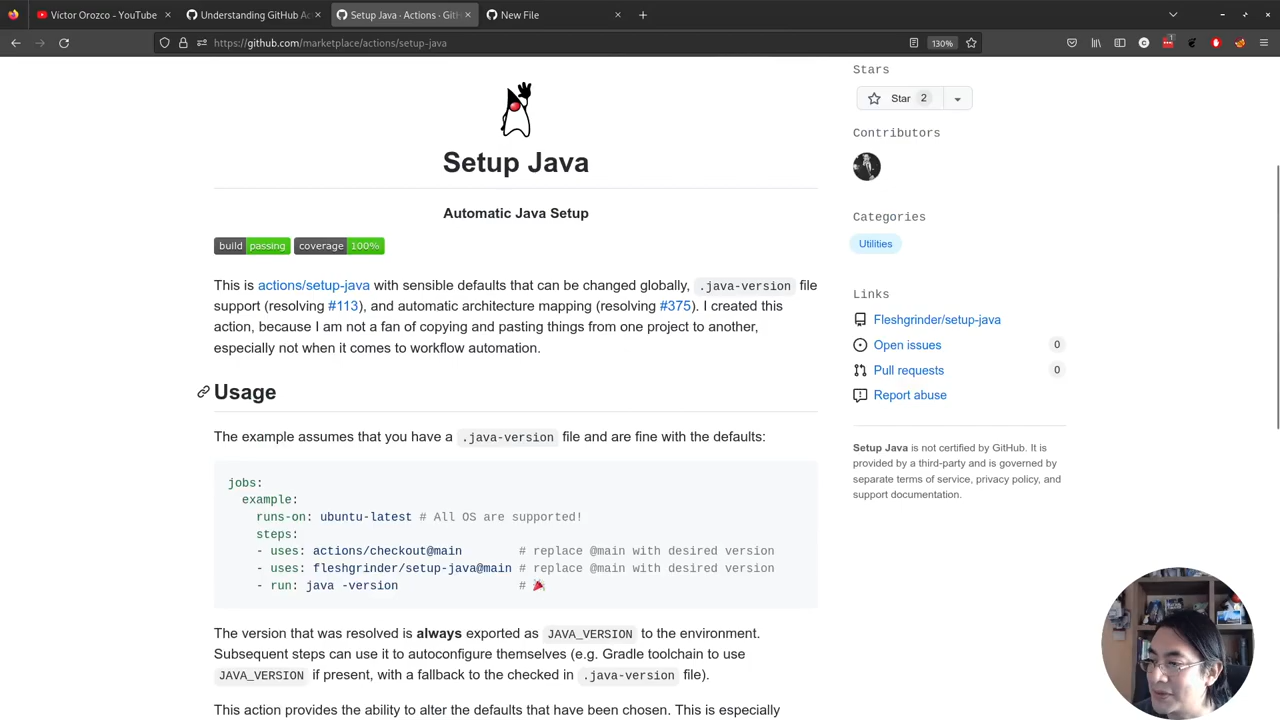 Victor Orozco - YouTube
Understanding GitHub Ac
Setup Java · Actions · GitH
New File
https://github.com/marketplace/actions/setup-java
130%
Setup Java
Automatic Java Setup
build passing coverage 100%
This is actions/setup-java with sensible defaults that can be changed globally, .java-version file
support (resolving #113), and automatic architecture mapping (resolving #375). I created this
action, because I am not a fan of copying and pasting things from one project to another,
especially not when it comes to workflow automation.
Usage
The example assumes that you have a .java-version file and are fine with the defaults:
jobs:
example:
runs-on: ubuntu-latest # All OS are supported!
steps:
- uses: actions/checkout@main # replace @main with desired version
- uses: fleshgrinder/setup-java@main # replace @main with desired version
- run: java -version # 🎉
The version that was resolved is always exported as JAVA_VERSION to the environment.
Subsequent steps can use it to autoconfigure themselves (e.g. Gradle toolchain to use
JAVA_VERSION if present, with a fallback to the checked in .java-version file).
This action provides the ability to alter the defaults that have been chosen. This is especially
Stars
Star 2
Contributors
Categories
Utilities
Links
Fleshgrinder/setup-java
Open issues 0
Pull requests 0
Report abuse
Setup Java is not certified by GitHub. It is
provided by a third-party and is governed by
separate terms of service, privacy policy, and
support documentation.